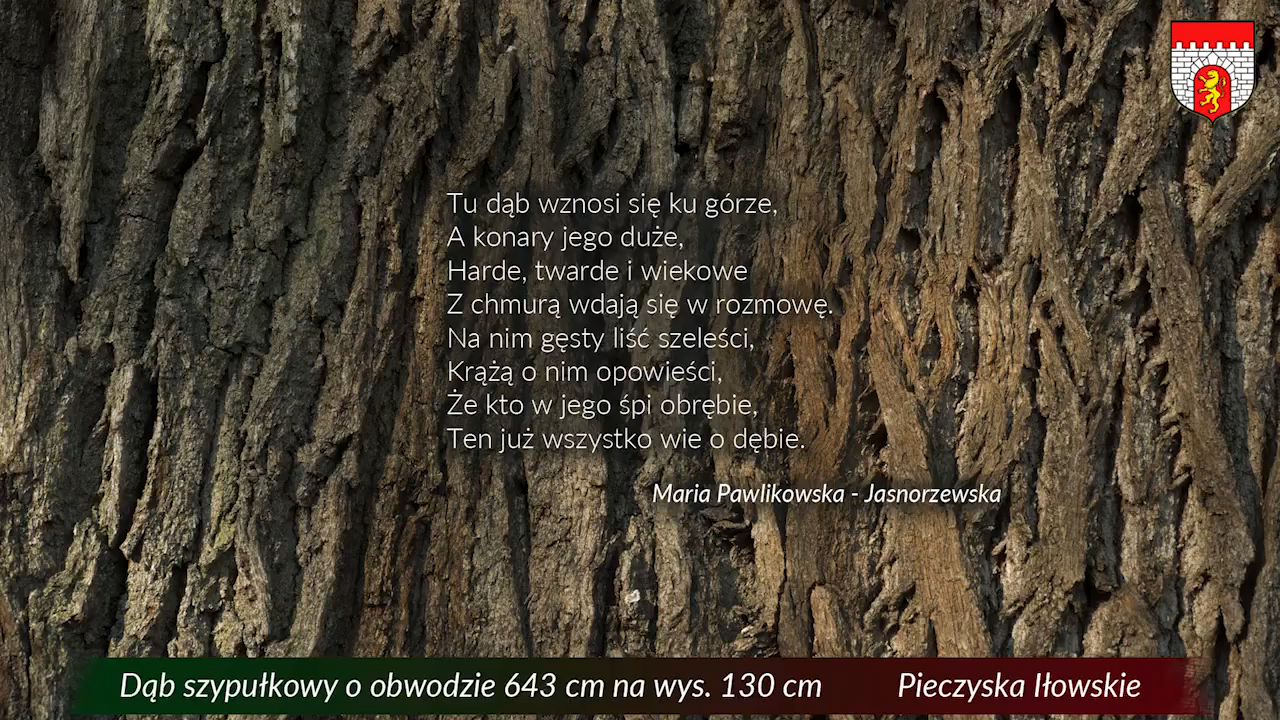 Tu dąb wznosi się ku górze,
A konary jego duże,
Harde, twarde i wiekowe
Z chmurą wdają się w rozmowę.
Na nim gęsty liść szeleści,
Krążą o nim opowieści,
Że kto w jego śpi obrębie,
Ten już wszystko wie o dębie.
Maria Pawlikowska - Jasnorzewska
Dąb szypułkowy o obwodzie 643 cm na wys. 130 cm Pieczyska Iłowskie